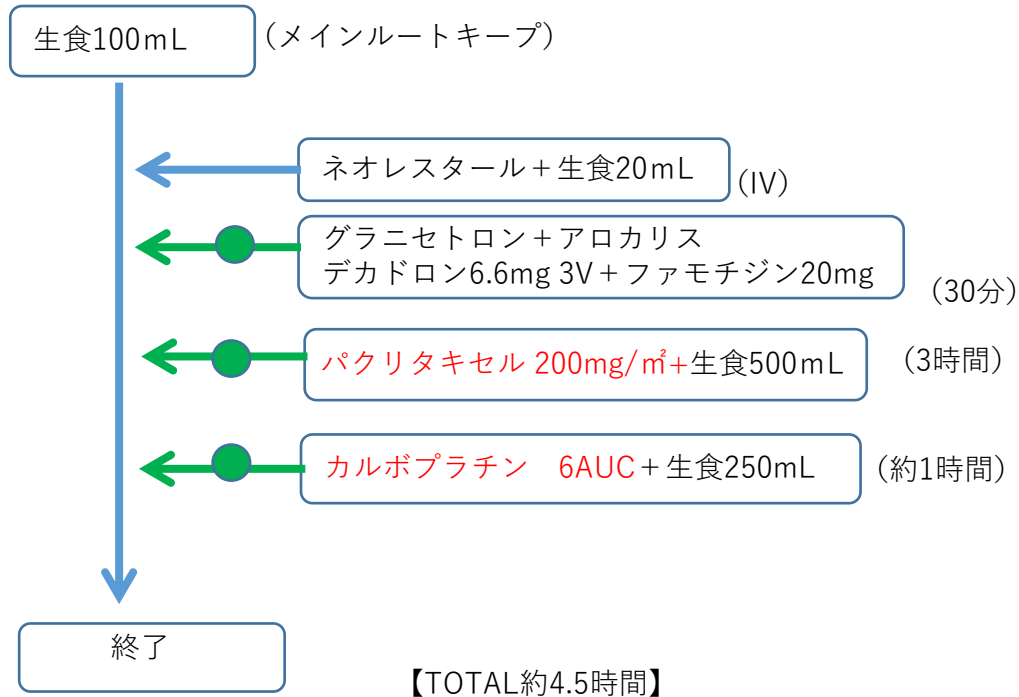 生食100mL
(メインルートキープ)
ネオレスタール+生食20mL
(IV)
グラニセトロン+アロカリス
デカドロン6.6mg 3V+ファモチジン20mg
(30分)
パクリタキセル 200mg/㎡+生食500mL
(3時間)
カルボプラチン　6AUC+生食250mL
(約1時間)
終了
【TOTAL約4.5時間】